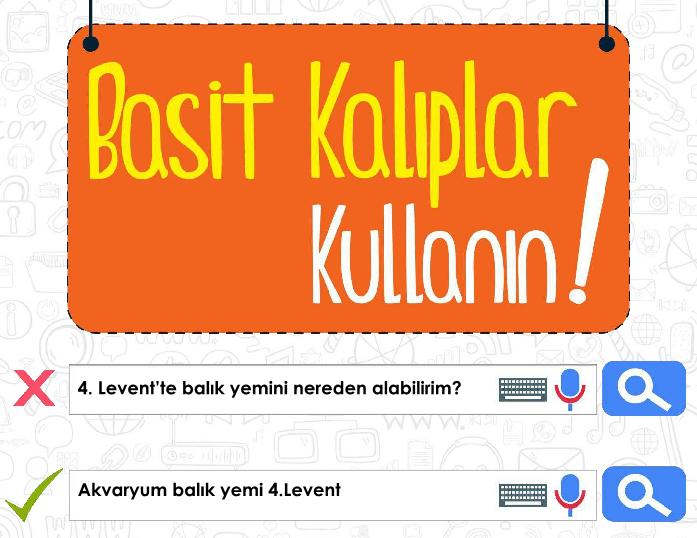 Basit Kalıplar
Kullanın!
4. Levent'te balık yemini nereden alabilirim?
Akvaryum balık yemi 4.Levent